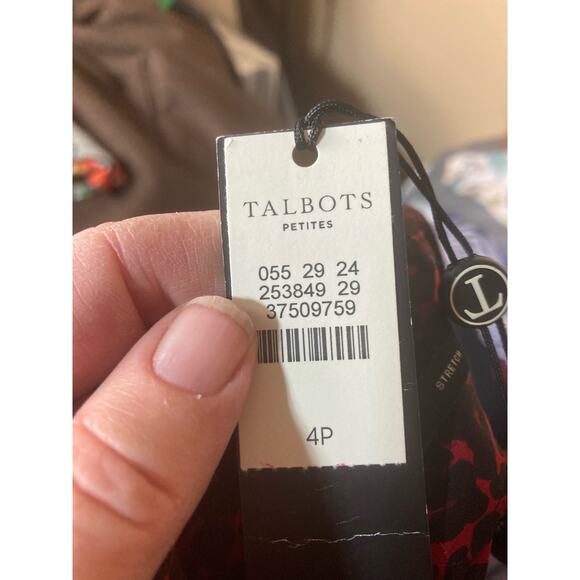 TALBOTS
PETITES
055 29 24
253849 29
37509759
4P
T
STRETCH